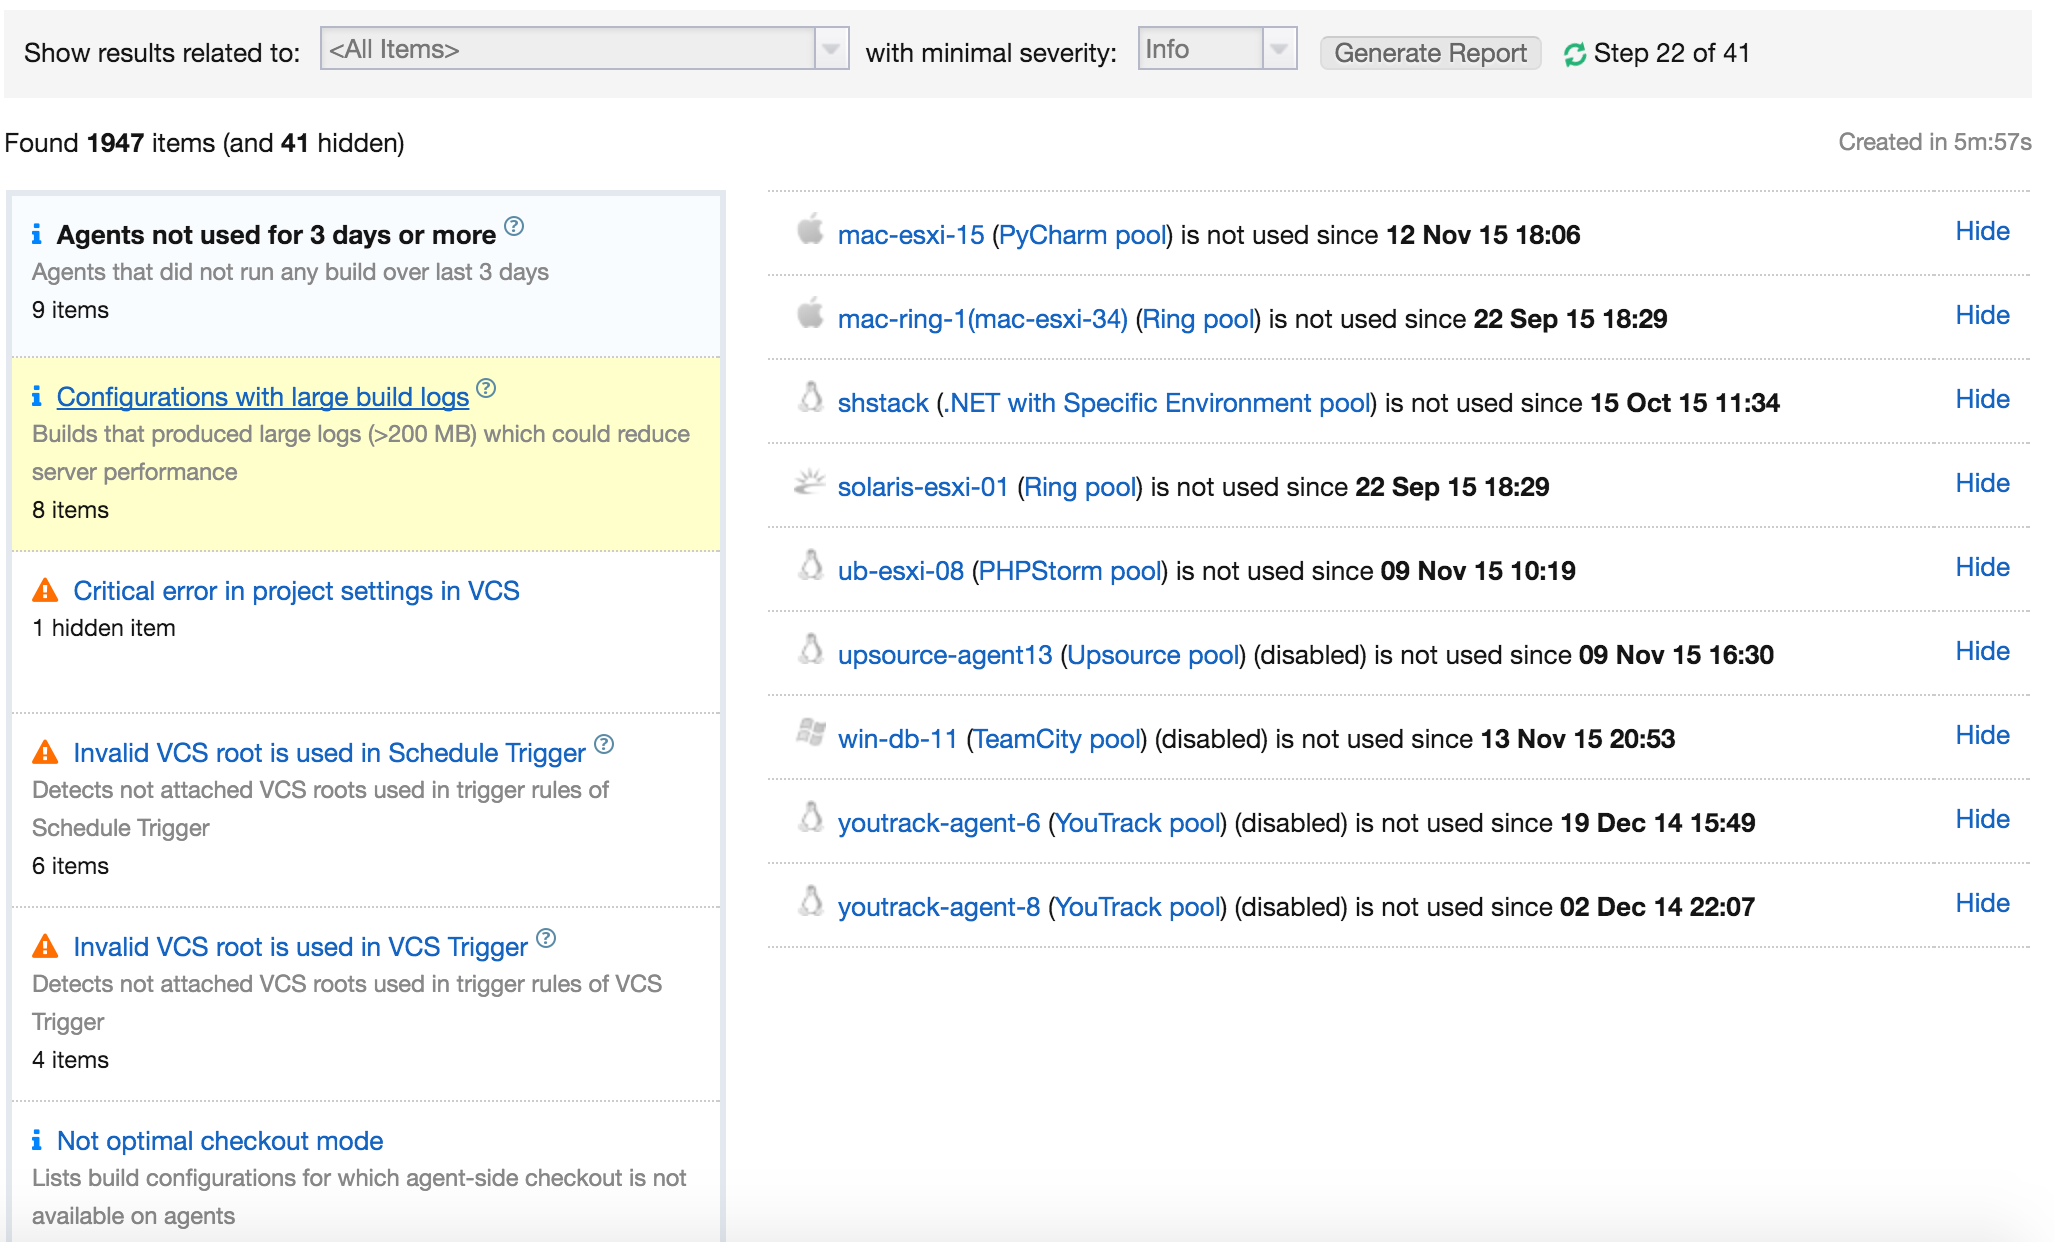 Show results related to: <All Items> with minimal severity: Info Generate Report Step 22 of 41
Found 1947 items (and 41 hidden)
Created in 5m:57s
Agents not used for 3 days or more ?
Agents that did not run any build over last 3 days
9 items
Configurations with large build logs ?
Builds that produced large logs (>200 MB) which could reduce
server performance
8 items
Critical error in project settings in VCS
1 hidden item
Invalid VCS root is used in Schedule Trigger ?
Detects not attached VCS roots used in trigger rules of
Schedule Trigger
6 items
Invalid VCS root is used in VCS Trigger ?
Detects not attached VCS roots used in trigger rules of VCS
Trigger
4 items
Not optimal checkout mode
Lists build configurations for which agent-side checkout is not
available on agents
mac-esxi-15 (PyCharm pool) is not used since 12 Nov 15 18:06 Hide
mac-ring-1(mac-esxi-34) (Ring pool) is not used since 22 Sep 15 18:29 Hide
shstack (.NET with Specific Environment pool) is not used since 15 Oct 15 11:34 Hide
solaris-esxi-01 (Ring pool) is not used since 22 Sep 15 18:29 Hide
ub-esxi-08 (PHPStorm pool) is not used since 09 Nov 15 10:19 Hide
upsource-agent13 (Upsource pool) (disabled) is not used since 09 Nov 15 16:30 Hide
win-db-11 (TeamCity pool) (disabled) is not used since 13 Nov 15 20:53 Hide
youtrack-agent-6 (YouTrack pool) (disabled) is not used since 19 Dec 14 15:49 Hide
youtrack-agent-8 (YouTrack pool) (disabled) is not used since 02 Dec 14 22:07 Hide